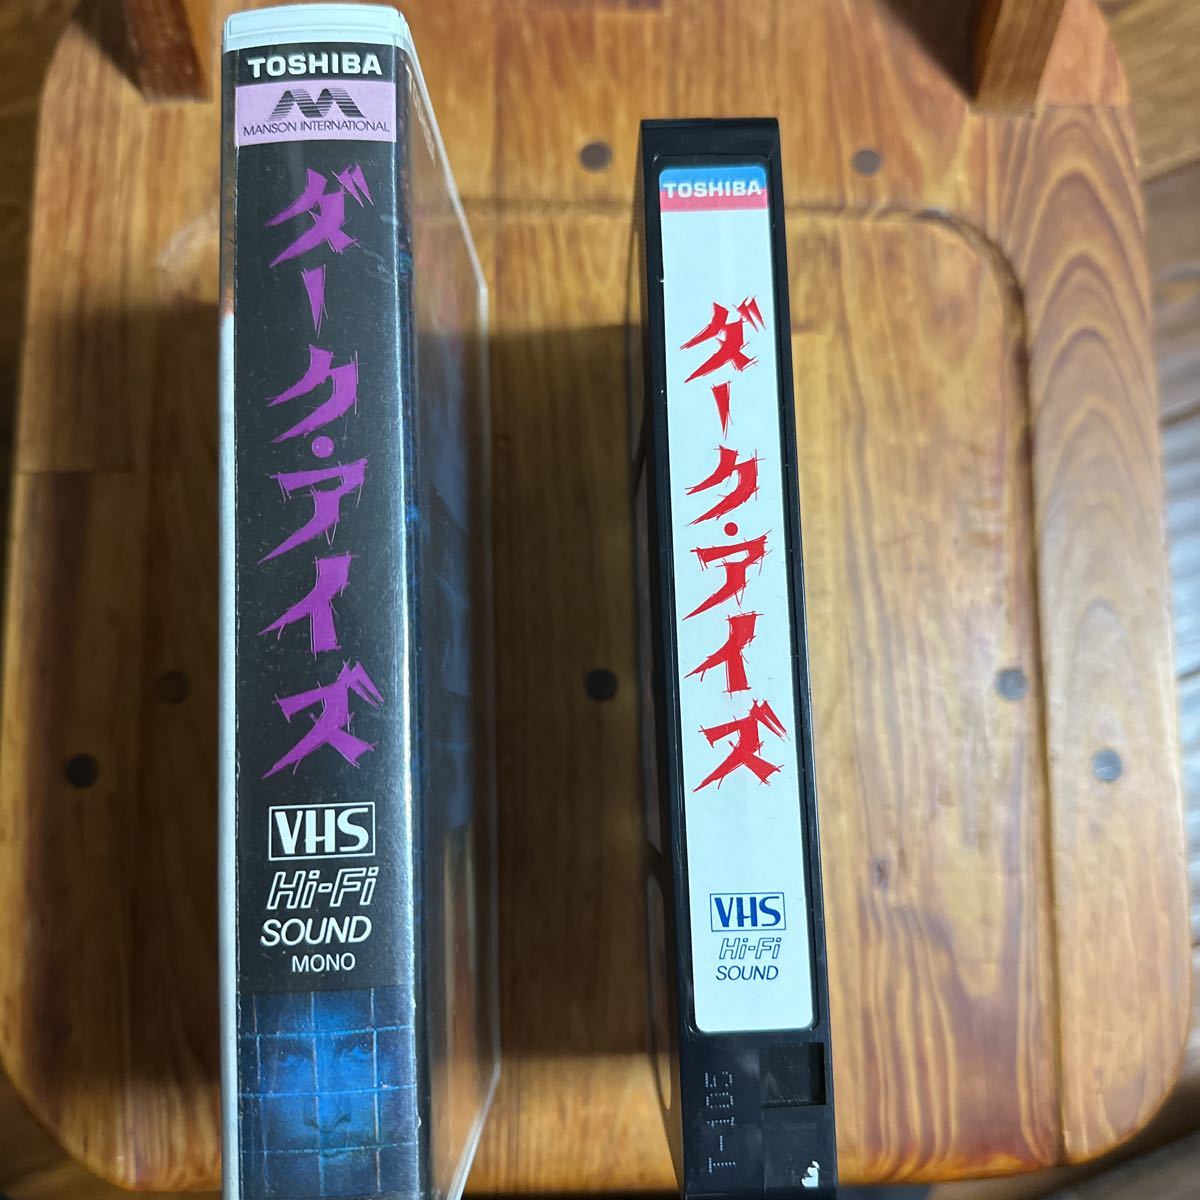 TOSHIBA
MANSON INTERNATIONAL
ダーク・アイズ
VHS
Hi-Fi
SOUND
MONO
TOSHIBA
ダーク・アイズ
VHS
Hi-Fi
SOUND
T-105